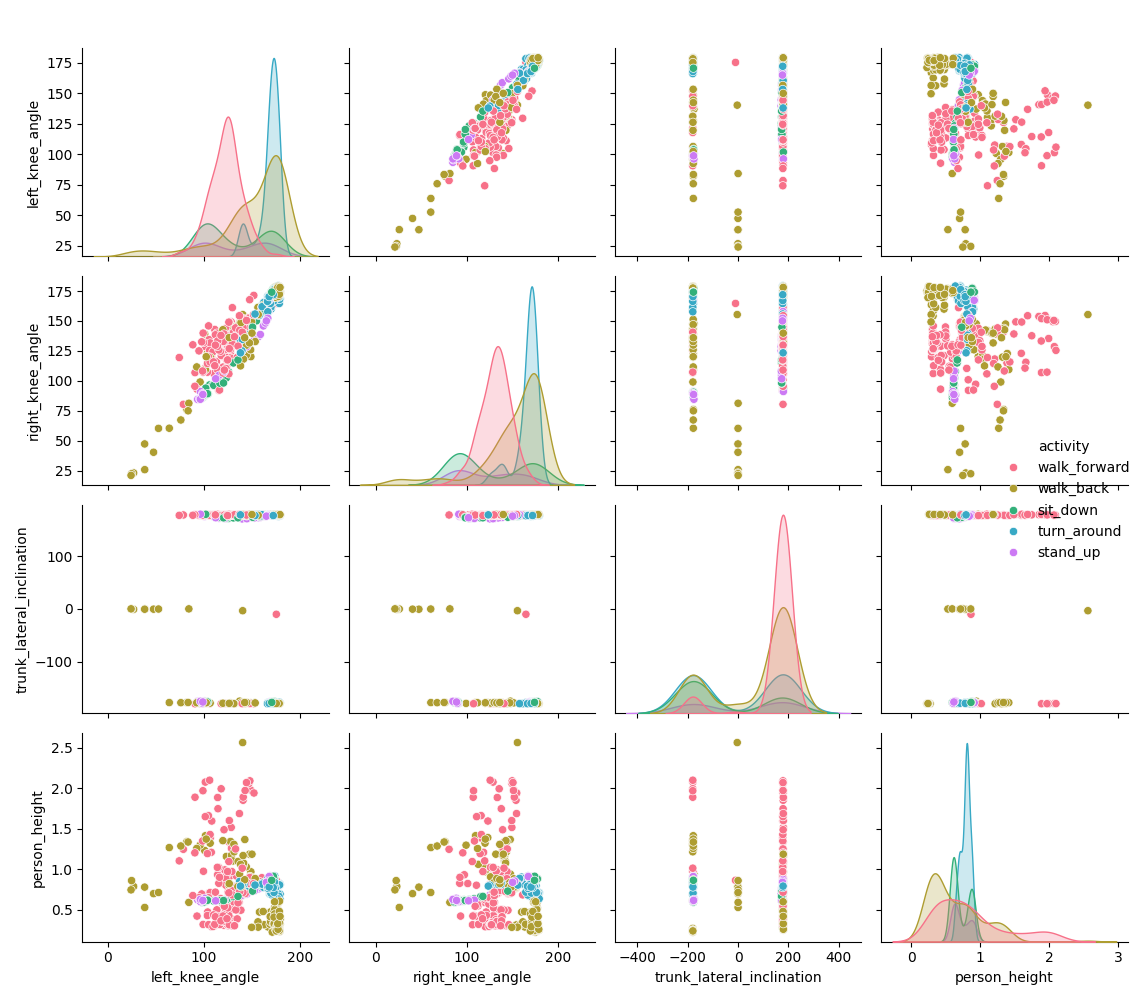 left_knee_angle
175
150
125
100
75
50
25
right_knee_angle
175
150
125
100
75
50
25
activity
walk_forward
walk_back
sit_down
turn_around
stand_up
trunk_lateral_inclination
100
0
−100
person_height
2.5
2.0
1.5
1.0
0.5
0 100 200
0 100 200
−400 −200 0 200 400
0 1 2 3
left_knee_angle
right_knee_angle
trunk_lateral_inclination
person_height